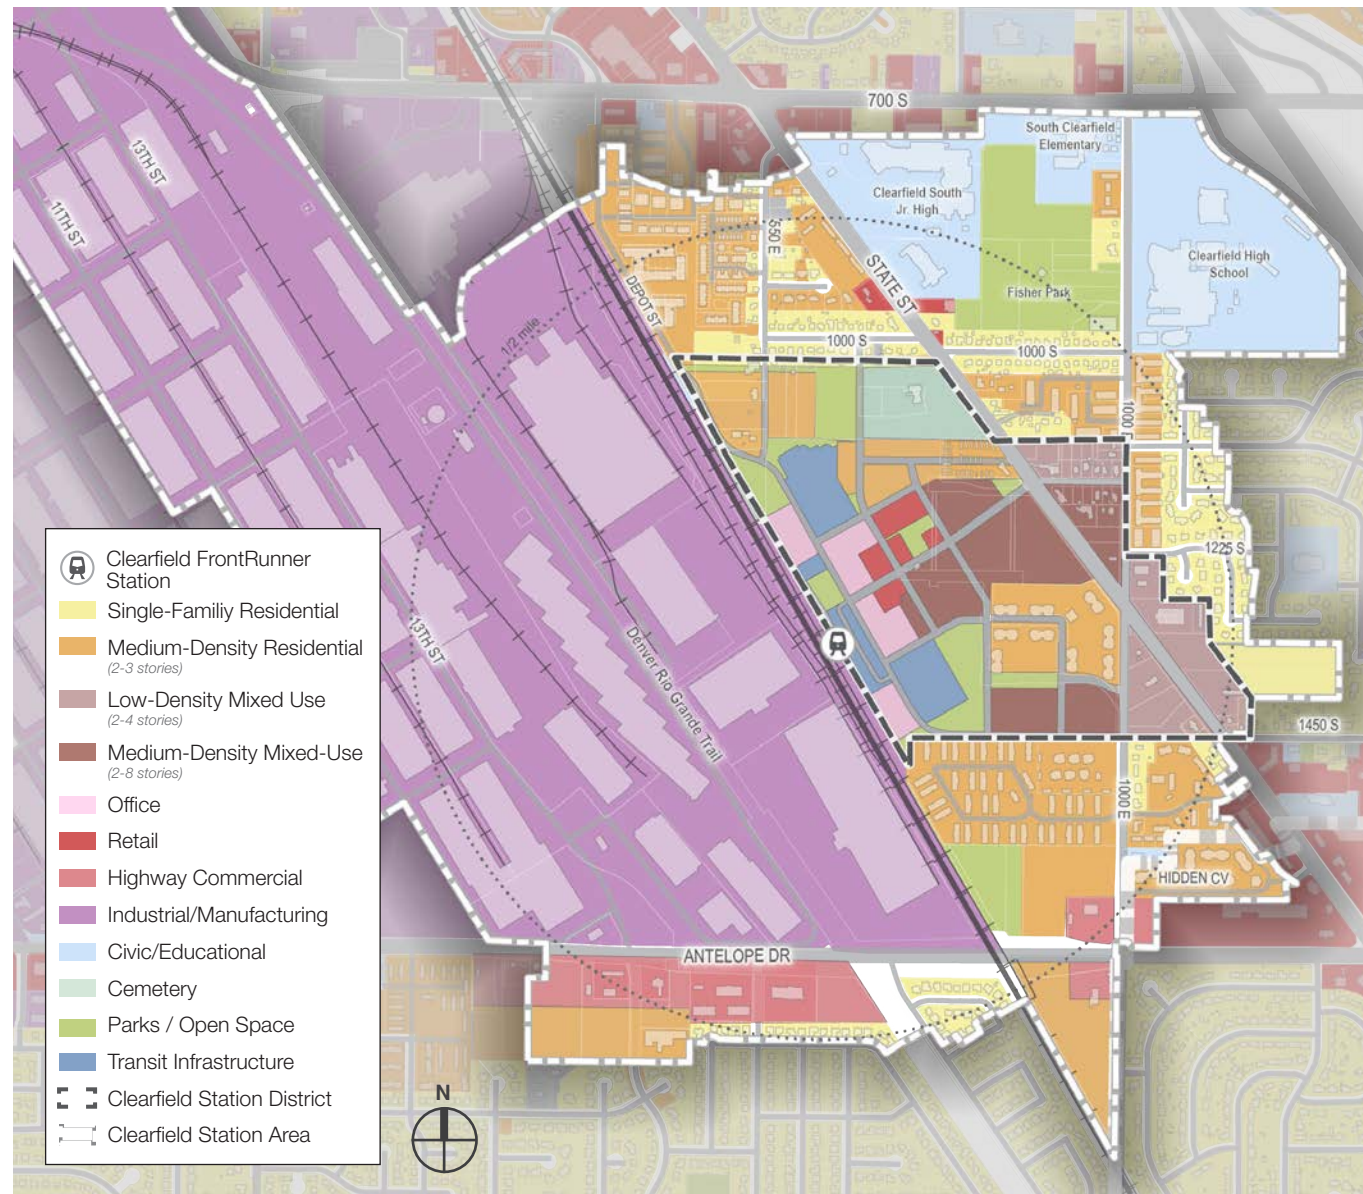 700 S
South Clearfield
Elementary
13TH ST
Clearfield South
Jr. High
11TH ST
550 E
STATE ST
Clearfield High
School
DEPOT ST
Fisher Park
1/2 mile
1000 S
1000 S
1000
1225 S
13TH ST
Denver Rio Grande Trail
1450 S
1000 E
HIDDEN CV
ANTELOPE DR
Clearfield FrontRunner
Station
Single-Familiy Residential
Medium-Density Residential
(2-3 stories)
Low-Density Mixed Use
(2-4 stories)
Medium-Density Mixed-Use
(2-8 stories)
Office
Retail
Highway Commercial
Industrial/Manufacturing
Civic/Educational
Cemetery
Parks / Open Space
Transit Infrastructure
Clearfield Station District
Clearfield Station Area
N